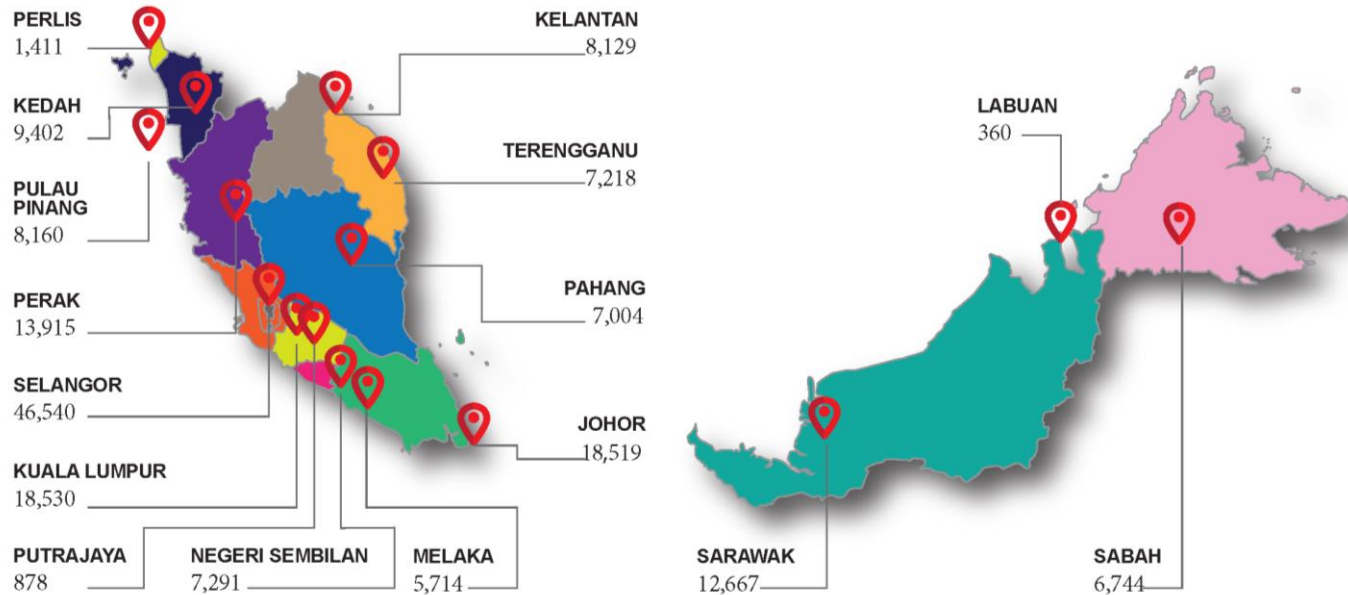 PERLIS
1,411
KEDAH
9,402
PULAU
PINANG
8,160
PERAK
13,915
SELANGOR
46,540
KUALA LUMPUR
18,530
PUTRAJAYA
878
NEGERI SEMBILAN
7,291
MELAKA
5,714
KELANTAN
8,129
TERENGGANU
7,218
PAHANG
7,004
JOHOR
18,519
LABUAN
360
SARAWAK
12,667
SABAH
6,744